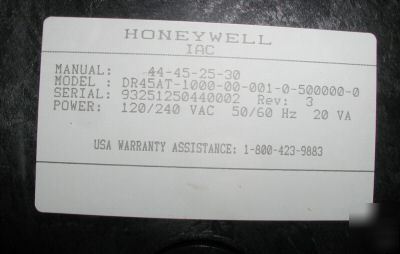 HONEYWELL
IAC
MANUAL: 44-45-25-30
MODEL : DR45AT-1000-00-001-0-500000-0
SERIAL: 93251250440002 Rev: 3
POWER: 120/240 VAC 50/60 Hz 20 VA
USA WARRANTY ASSISTANCE: 1-800-423-9883